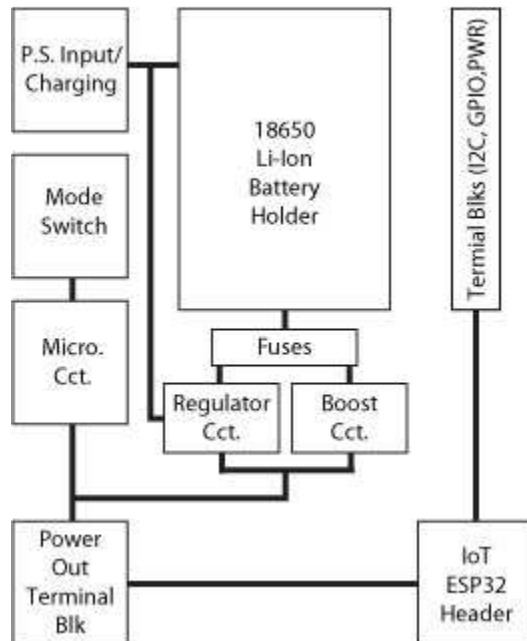 P.S. Input/
Charging
18650
Li-Ion
Battery
Holder
Termial Blks (I2C, GPIO,PWR)
Mode
Switch
Micro.
Cct.
Fuses
Regulator
Cct.
Boost
Cct.
Power
Out
Terminal
Blk
IoT
ESP32
Header